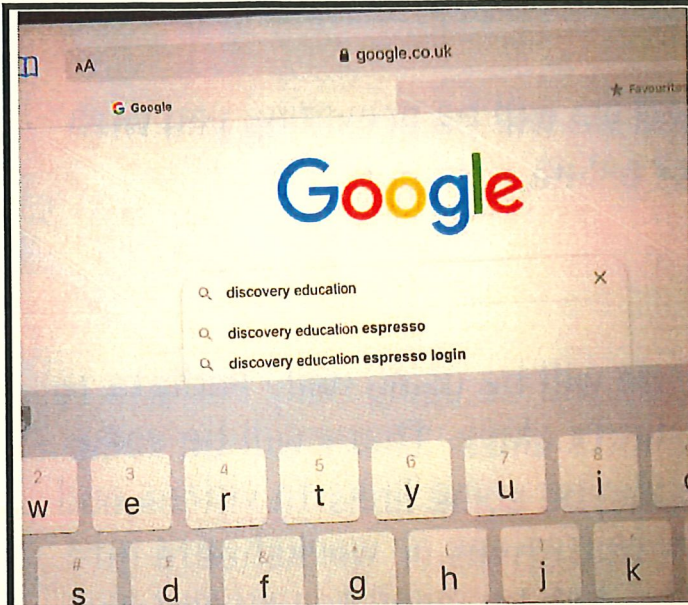 AA google.co.uk
Google Favourites
Google
discovery education
discovery education espresso
discovery education espresso login
2 3 4 5 6 7 8
w e r t y u i
# £ & * ( )
s d f g h j k